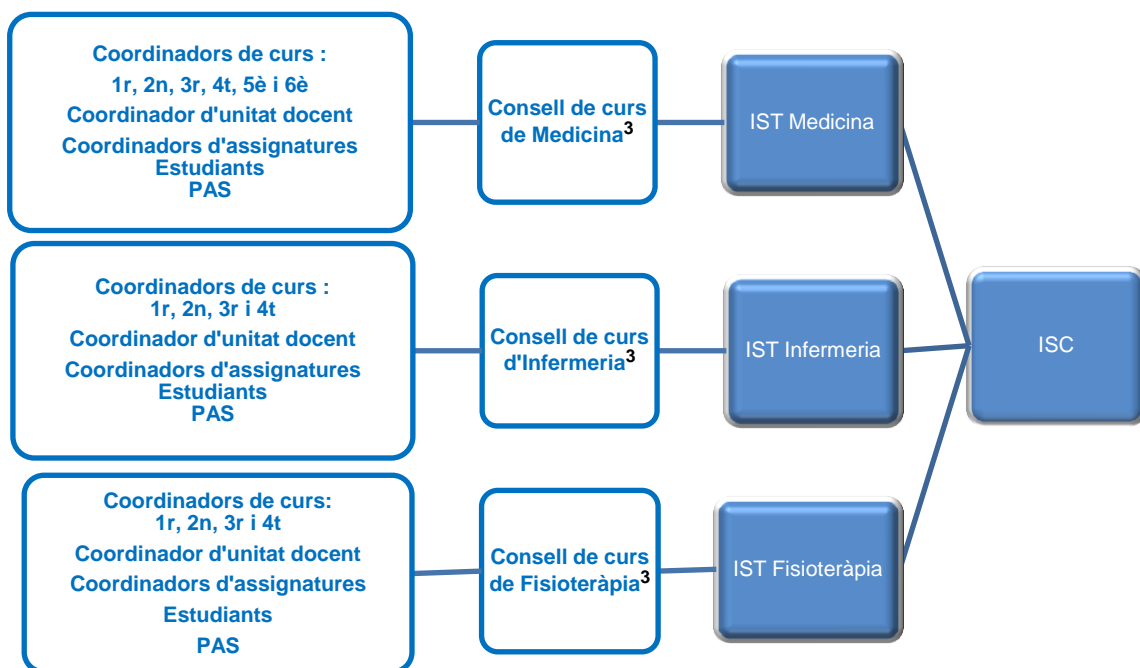 Coordinadors de curs :
1r, 2n, 3r, 4t, 5è i 6è
Coordinador d'unitat docent
Coordinadors d'assignatures
Estudiants
PAS
Consell de curs
de Medicina3
IST Medicina
Coordinadors de curs :
1r, 2n, 3r i 4t
Coordinador d'unitat docent
Coordinadors d'assignatures
Estudiants
PAS
Consell de curs
d'Infermeria3
IST Infermeria
ISC
Coordinadors de curs:
1r, 2n, 3r i 4t
Coordinador d'unitat docent
Coordinadors d'assignatures
Estudiants
PAS
Consell de curs
de Fisioteràpia3
IST Fisioteràpia